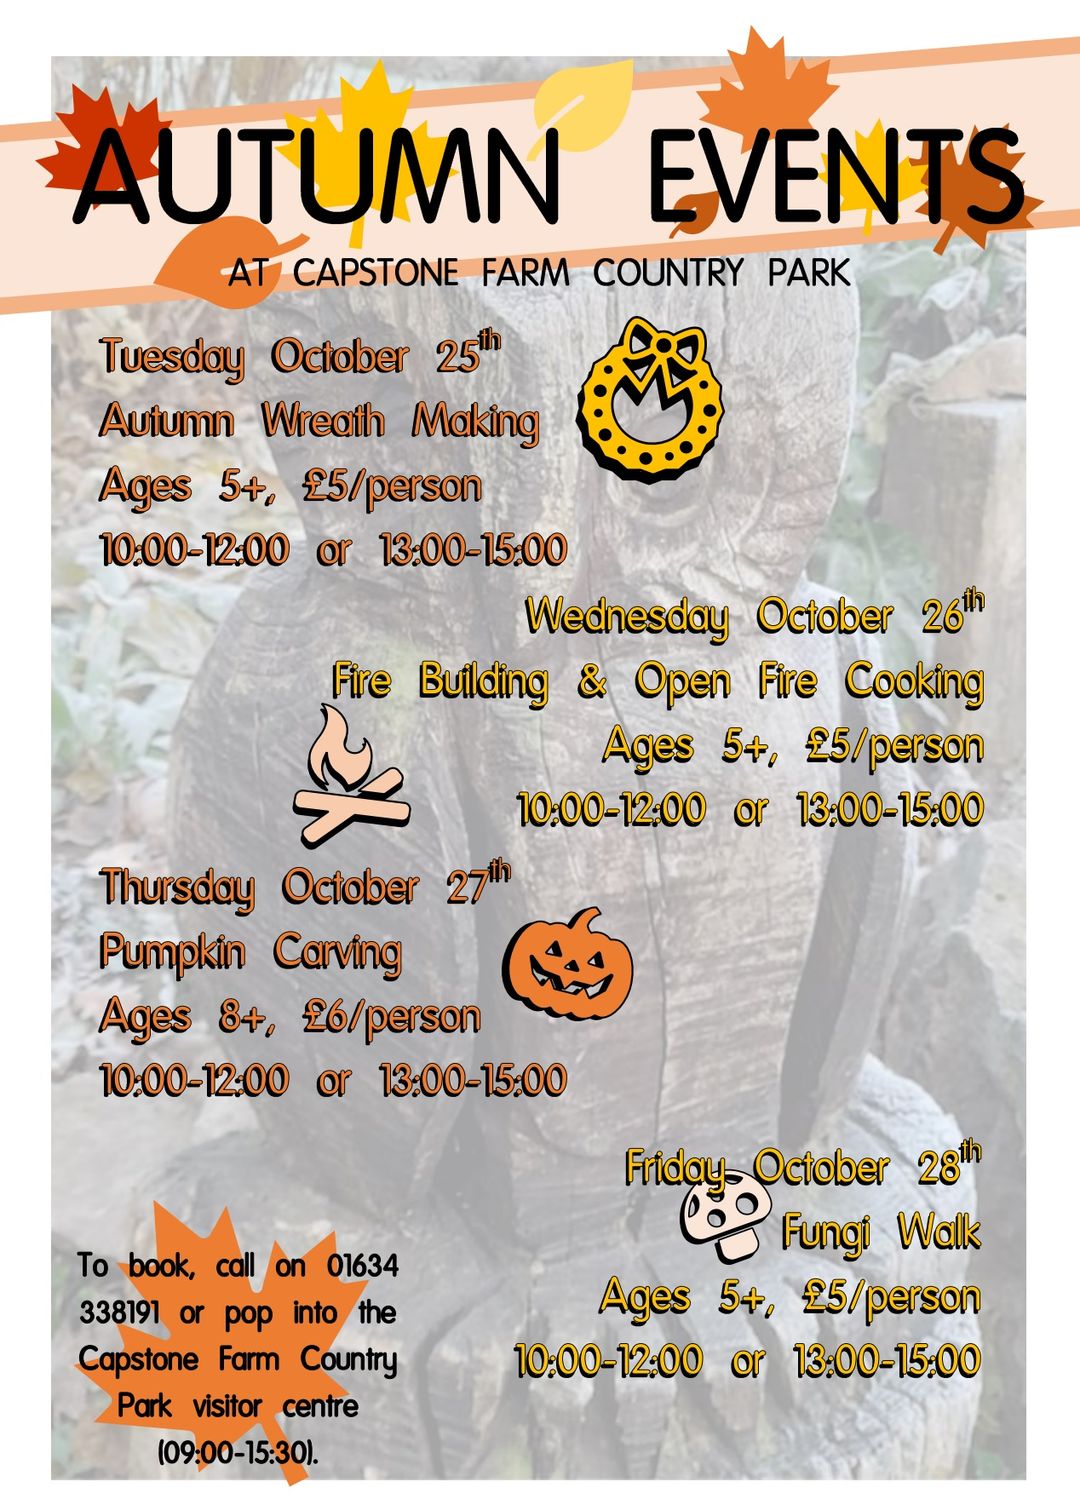 AUTUMN EVENTS
AT CAPSTONE FARM COUNTRY PARK
Tuesday October 25th
Autumn Wreath Making
Ages 5+, £5/person
10:00-12:00 or 13:00-15:00
Wednesday October 26th
Fire Building & Open Fire Cooking
Ages 5+, £5/person
10:00-12:00 or 13:00-15:00
Thursday October 27th
Pumpkin Carving
Ages 8+, £6/person
10:00-12:00 or 13:00-15:00
Friday October 28th
Fungi Walk
Ages 5+, £5/person
10:00-12:00 or 13:00-15:00
To book, call on 01634
338191 or pop into the
Capstone Farm Country
Park visitor centre
(09:00-15:30).